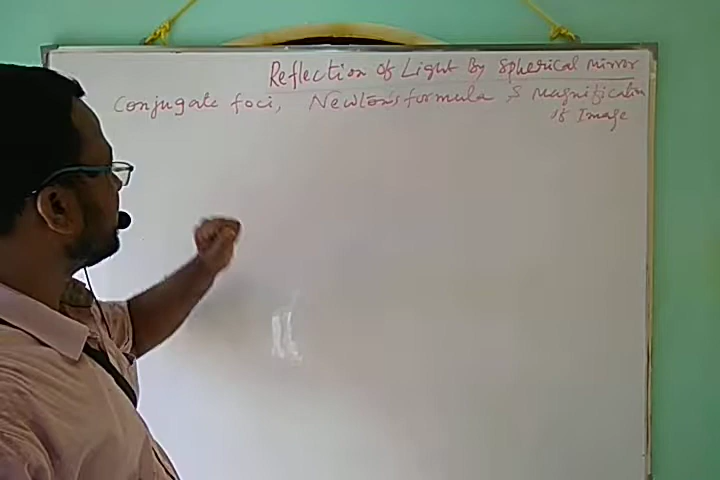 Reflection of Light By Spherical mirror
Conjugate foci, Newton's formula & magnification
of Image